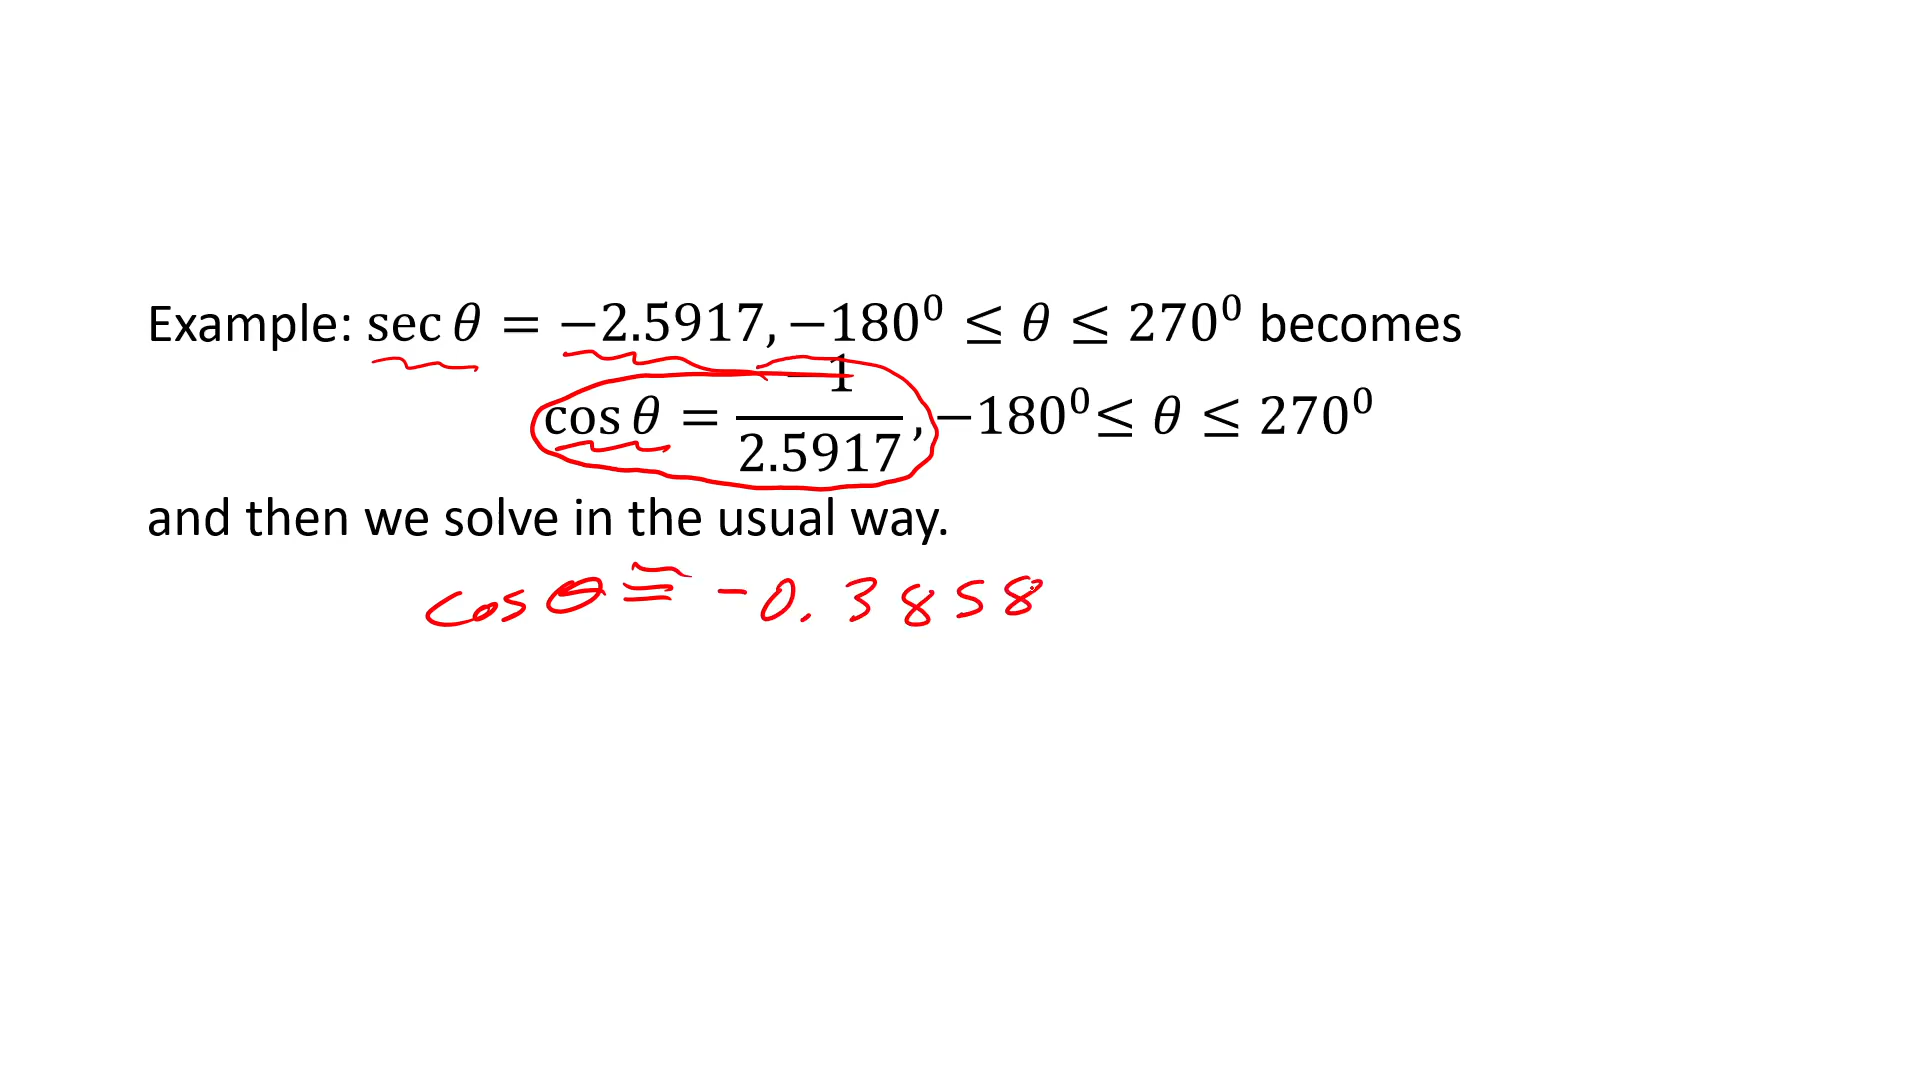 Example: sec θ = −2.5917, −180⁰ ≤ θ ≤ 270⁰ becomes
cos θ = −1/2.5917, −180⁰ ≤ θ ≤ 270⁰
and then we solve in the usual way.
cos θ ≅ -0.3858